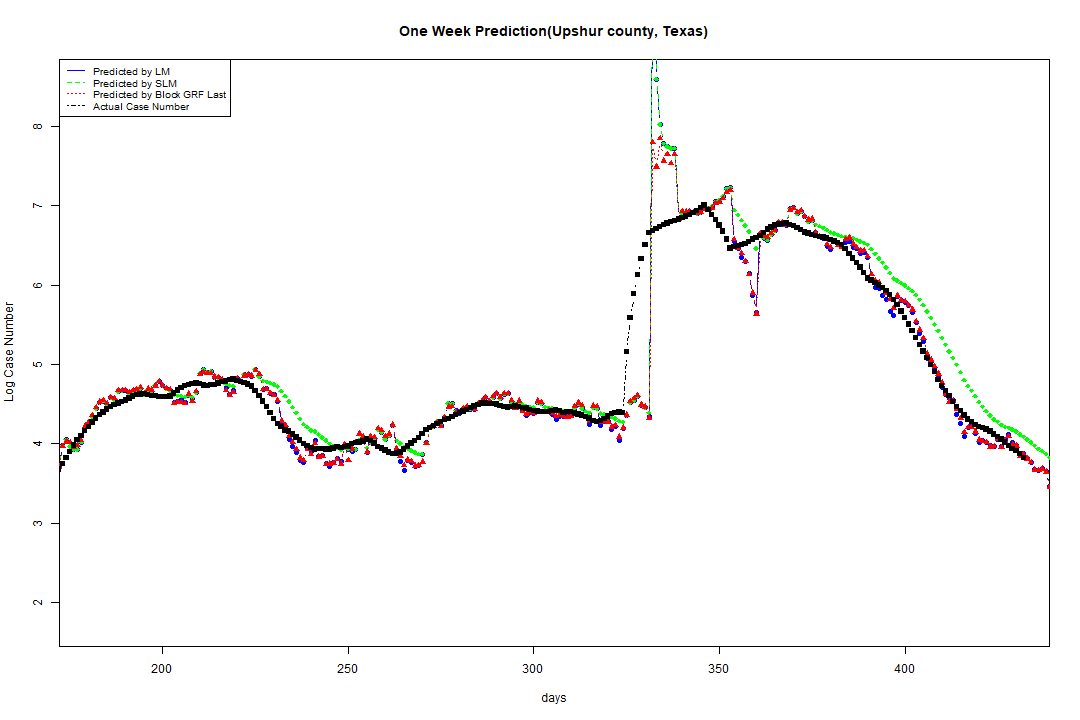 One Week Prediction(Upshur county, Texas)
Predicted by LM
Predicted by SLM
Predicted by Block GRF Last
Actual Case Number
Log Case Number
8
7
6
5
4
3
2
200 250 300 350 400
days